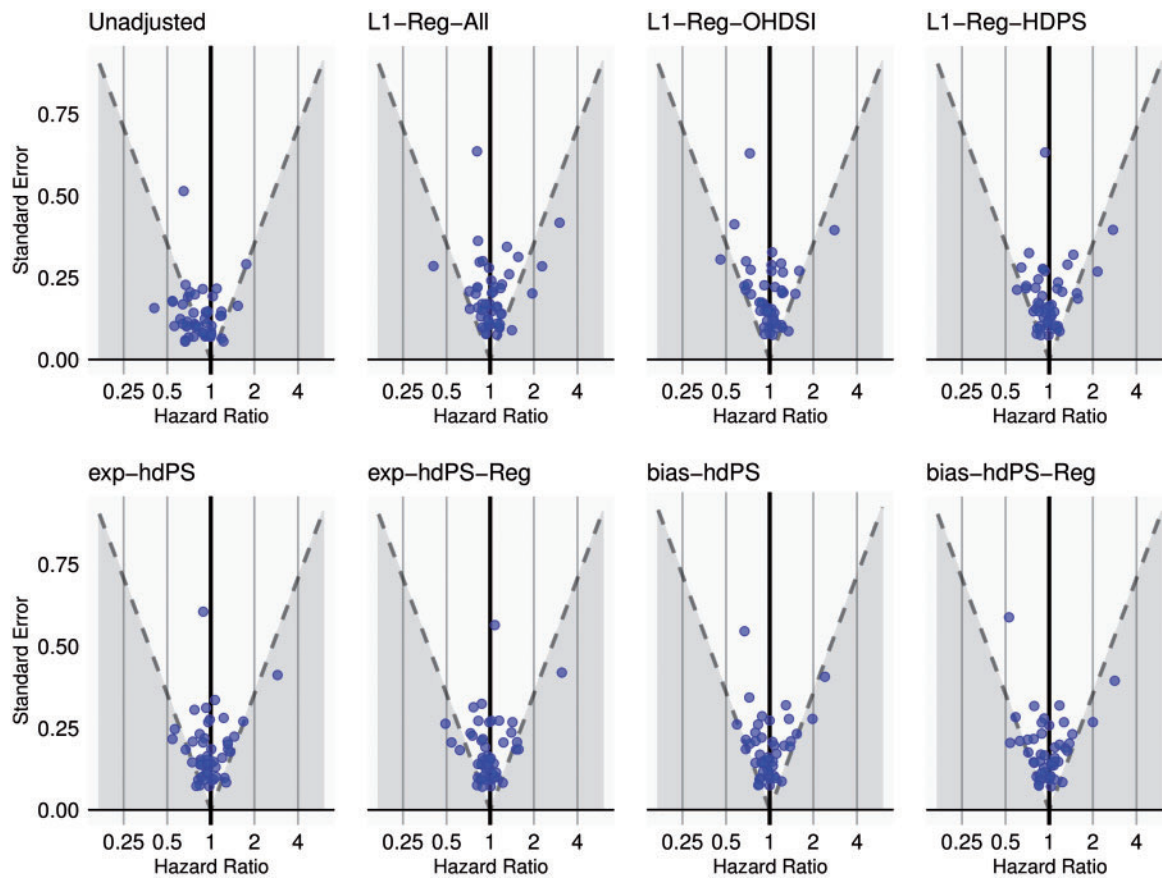 Unadjusted
L1-Reg-All
L1-Reg-OHDSI
L1-Reg-HDPS
Standard Error
0.75
0.50
0.25
0.00
0.25 0.5 1 2 4
0.25 0.5 1 2 4
0.25 0.5 1 2 4
0.25 0.5 1 2 4
Hazard Ratio
Hazard Ratio
Hazard Ratio
Hazard Ratio
exp-hdPS
exp-hdPS-Reg
bias-hdPS
bias-hdPS-Reg
Standard Error
0.75
0.50
0.25
0.00
0.25 0.5 1 2 4
0.25 0.5 1 2 4
0.25 0.5 1 2 4
0.25 0.5 1 2 4
Hazard Ratio
Hazard Ratio
Hazard Ratio
Hazard Ratio